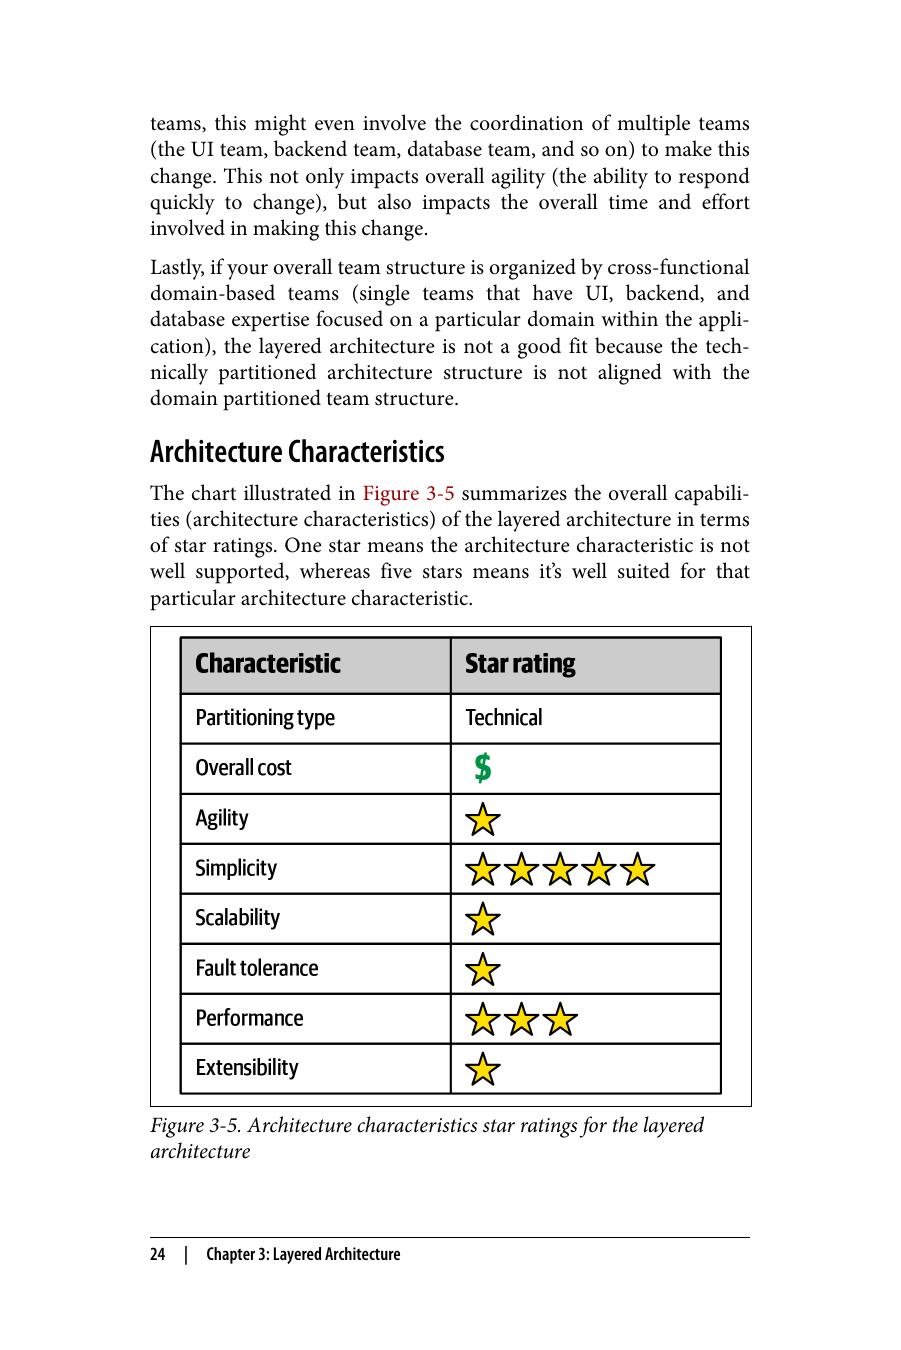 teams, this might even involve the coordination of multiple teams
(the UI team, backend team, database team, and so on) to make this
change. This not only impacts overall agility (the ability to respond
quickly to change), but also impacts the overall time and effort
involved in making this change.
Lastly, if your overall team structure is organized by cross-functional
domain-based teams (single teams that have UI, backend, and
database expertise focused on a particular domain within the appli-
cation), the layered architecture is not a good fit because the tech-
nically partitioned architecture structure is not aligned with the
domain partitioned team structure.
Architecture Characteristics
The chart illustrated in Figure 3-5 summarizes the overall capabili-
ties (architecture characteristics) of the layered architecture in terms
of star ratings. One star means the architecture characteristic is not
well supported, whereas five stars means it’s well suited for that
particular architecture characteristic.
Characteristic Star rating
Partitioning type Technical
Overall cost $
Agility
Simplicity
Scalability
Fault tolerance
Performance
Extensibility
Figure 3-5. Architecture characteristics star ratings for the layered
architecture
24 | Chapter 3: Layered Architecture